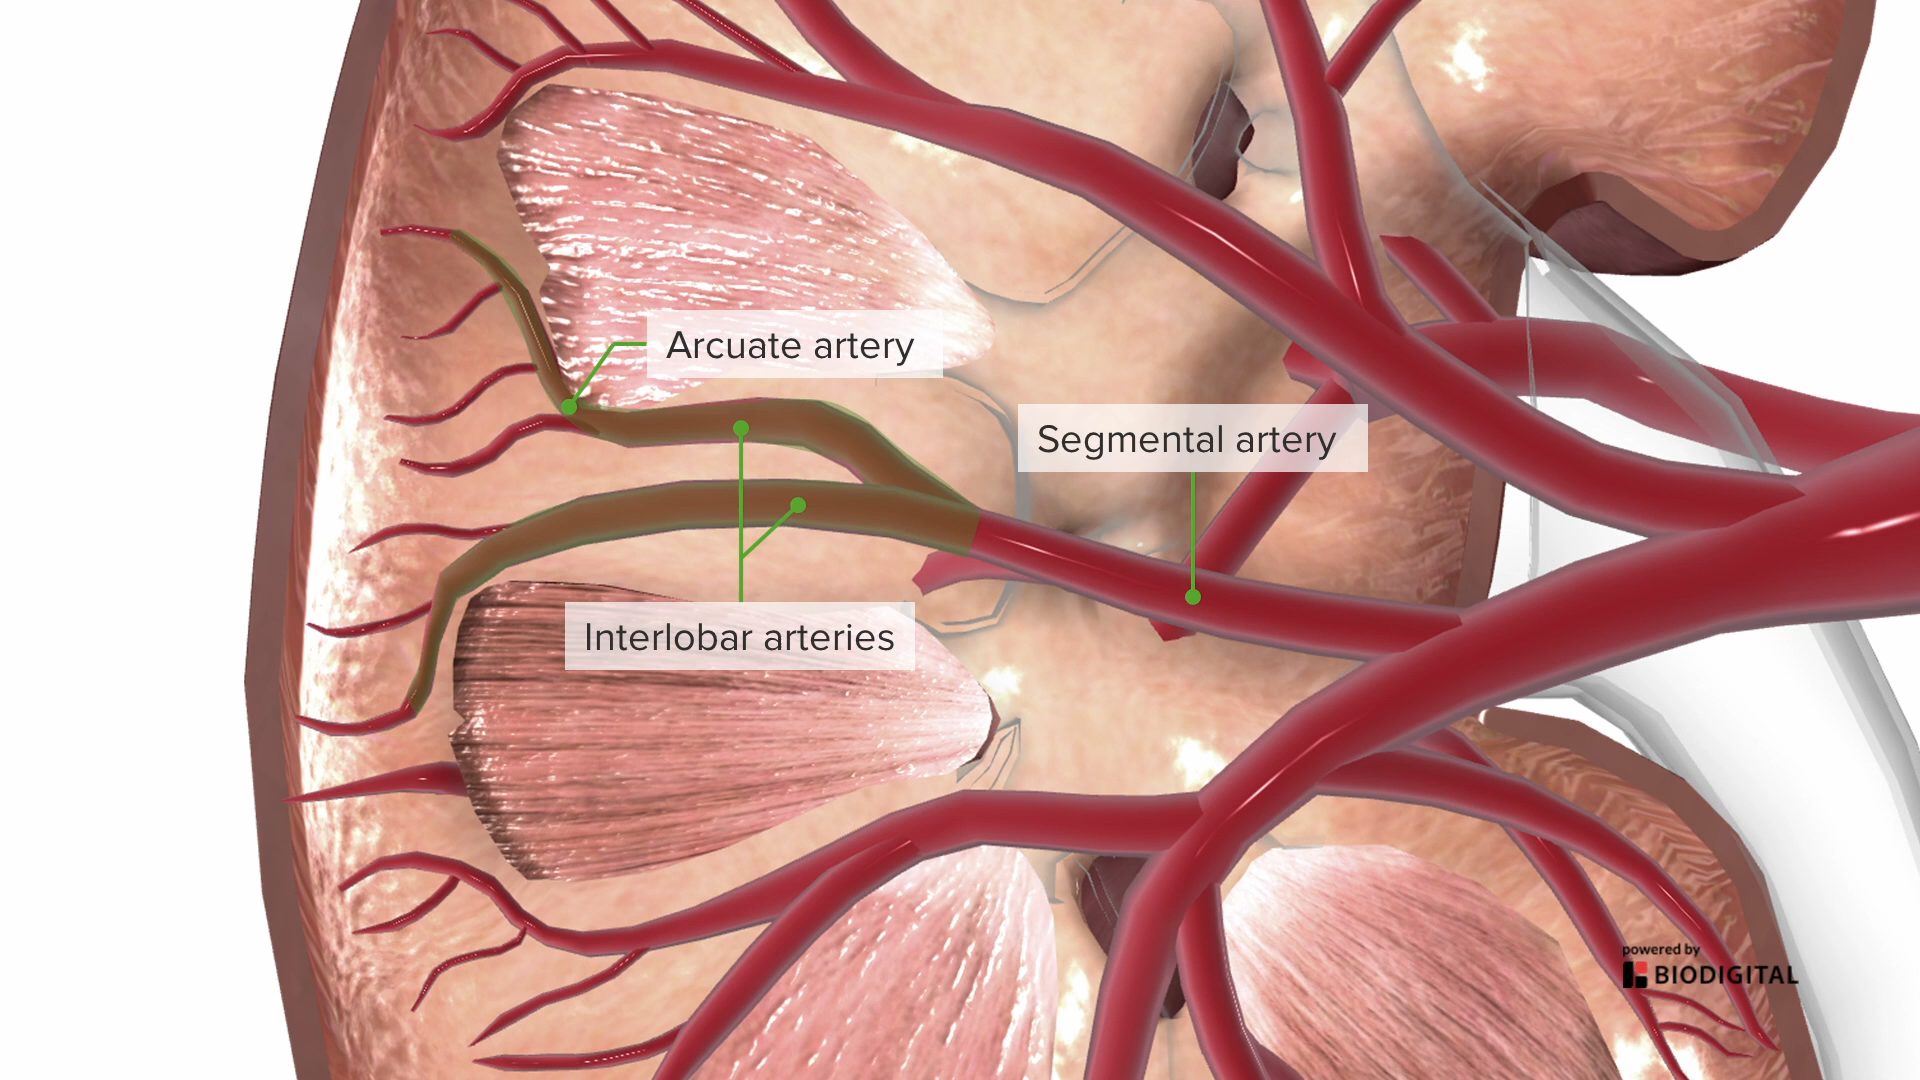 Arcuate artery
Segmental artery
Interlobar arteries
powered by
BIODIGITAL